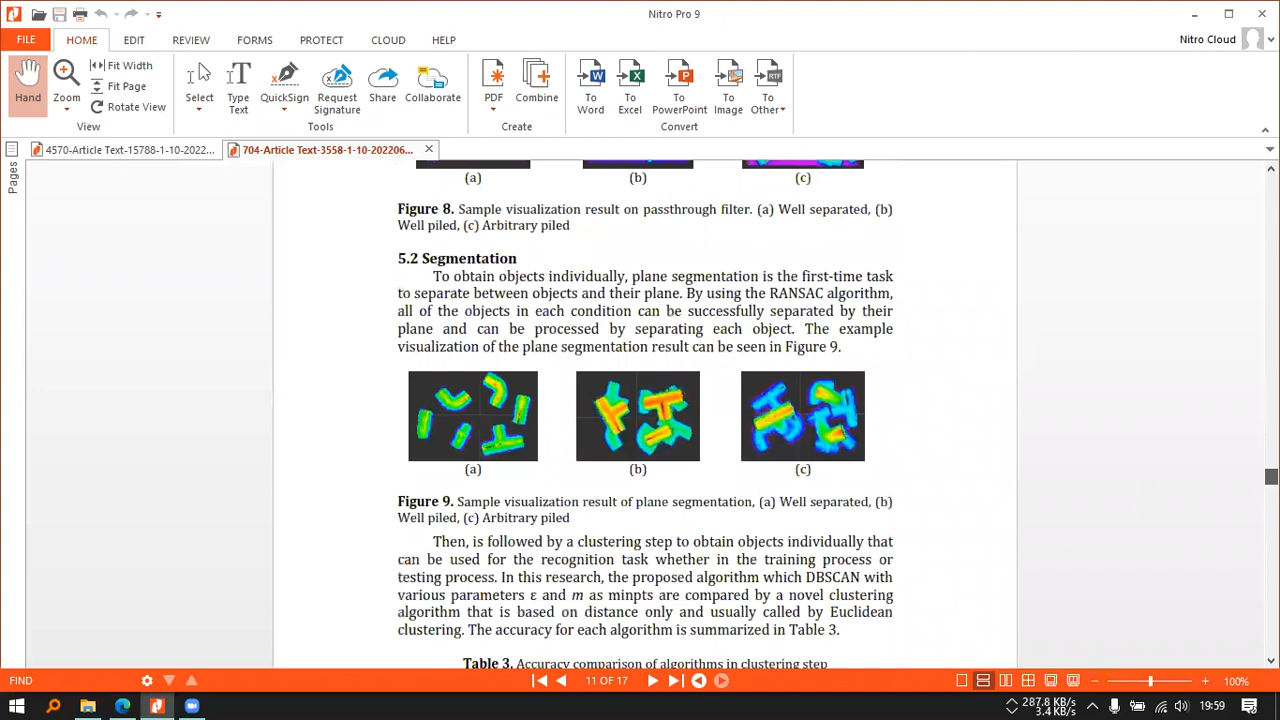 Nitro Pro 9
FILE HOME EDIT REVIEW FORMS PROTECT CLOUD HELP Nitro Cloud
Hand Zoom Fit Width Fit Page Rotate View Select Type Text QuickSign Request Signature Share Collaborate PDF Combine To Word To Excel To PowerPoint To Image To Other
View Tools Create Convert
4570-Article Text-15788-1-10-2022... 704-Article Text-3558-1-10-202206...
Pages
(a) (b) (c)
Figure 8. Sample visualization result on passthrough filter. (a) Well separated, (b)
Well piled, (c) Arbitrary piled
5.2 Segmentation
To obtain objects individually, plane segmentation is the first-time task
to separate between objects and their plane. By using the RANSAC algorithm,
all of the objects in each condition can be successfully separated by their
plane and can be processed by separating each object. The example
visualization of the plane segmentation result can be seen in Figure 9.
(a) (b) (c)
Figure 9. Sample visualization result of plane segmentation, (a) Well separated, (b)
Well piled, (c) Arbitrary piled
Then, is followed by a clustering step to obtain objects individually that
can be used for the recognition task whether in the training process or
testing process. In this research, the proposed algorithm which DBSCAN with
various parameters ε and m as minpts are compared by a novel clustering
algorithm that is based on distance only and usually called by Euclidean
clustering. The accuracy for each algorithm is summarized in Table 3.
Table 3. Accuracy comparison of algorithms in clustering step
FIND 11 OF 17 100%
287.8 KB/s
3.4 KB/s
19:59